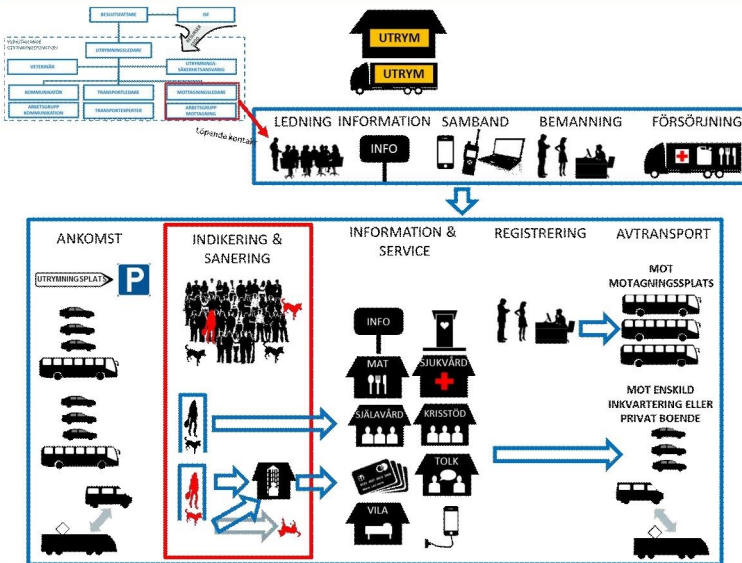 BESLUTSFATTARE
ISF
UTRYMNINGSLEDARE
VETERINÄR
UTRYMNINGS-
SÄKERHETSANSVARIG
KOMMUNIKATÖR
TRANSPORTLEDARE
MOTTAGNINGSLEDARE
ARBETSGRUPP
KOMMUNIKATION
TRANSPORTEXPERTER
ARBETSGRUPP
MOTTAGNING
Löpande kontakt
UTRYM
UTRYM
LEDNING
INFORMATION
SAMBAND
BEMANNING
FÖRSÖRJNING
INFO
ANKOMST
INDIKERING &
SANERING
INFORMATION &
SERVICE
REGISTRERING
AVTRANSPORT
UTRYMNINGSPLATS
P
MOT
MOTAGNINGSSPLATS
INFO
MAT
SJUKVÅRD
SJÄLAVÅRD
KRISSTÖD
TOLK
VILA
MOT ENSKILD
INKVARTERING ELLER
PRIVAT BOENDE